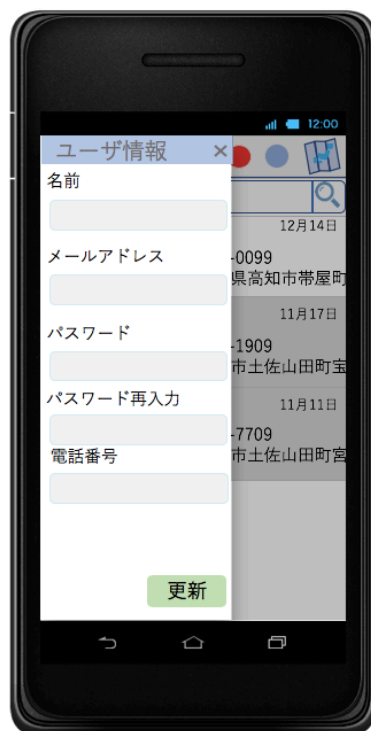 12:00
ユーザ情報 ×
名前
メールアドレス
パスワード
パスワード再入力
電話番号
更新
12月14日
-0099
県高知市帯屋町
11月17日
-1909
市土佐山田町宝
11月11日
-7709
市土佐山田町宮